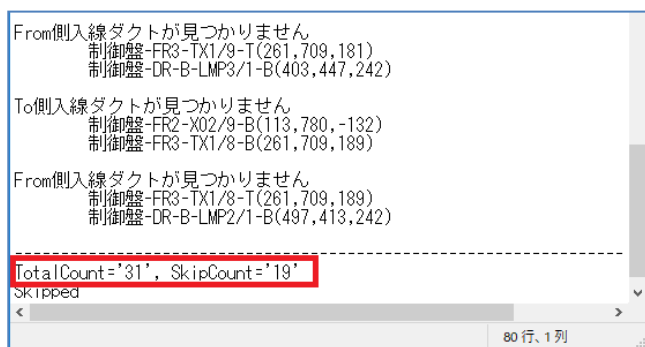 From側入線ダクトが見つかりません
制御盤-FR3-TX1/9-T(261,709,181)
制御盤-DR-B-LMP3/1-B(403,447,242)
To側入線ダクトが見つかりません
制御盤-FR2-X02/9-B(113,780,-132)
制御盤-FR3-TX1/8-B(261,709,189)
From側入線ダクトが見つかりません
制御盤-FR3-TX1/8-T(261,709,189)
制御盤-DR-B-LMP2/1-B(497,413,242)
--------------------------------------------------------------------------------
TotalCount='31', SkipCount='19'
Skipped
80 行、1 列